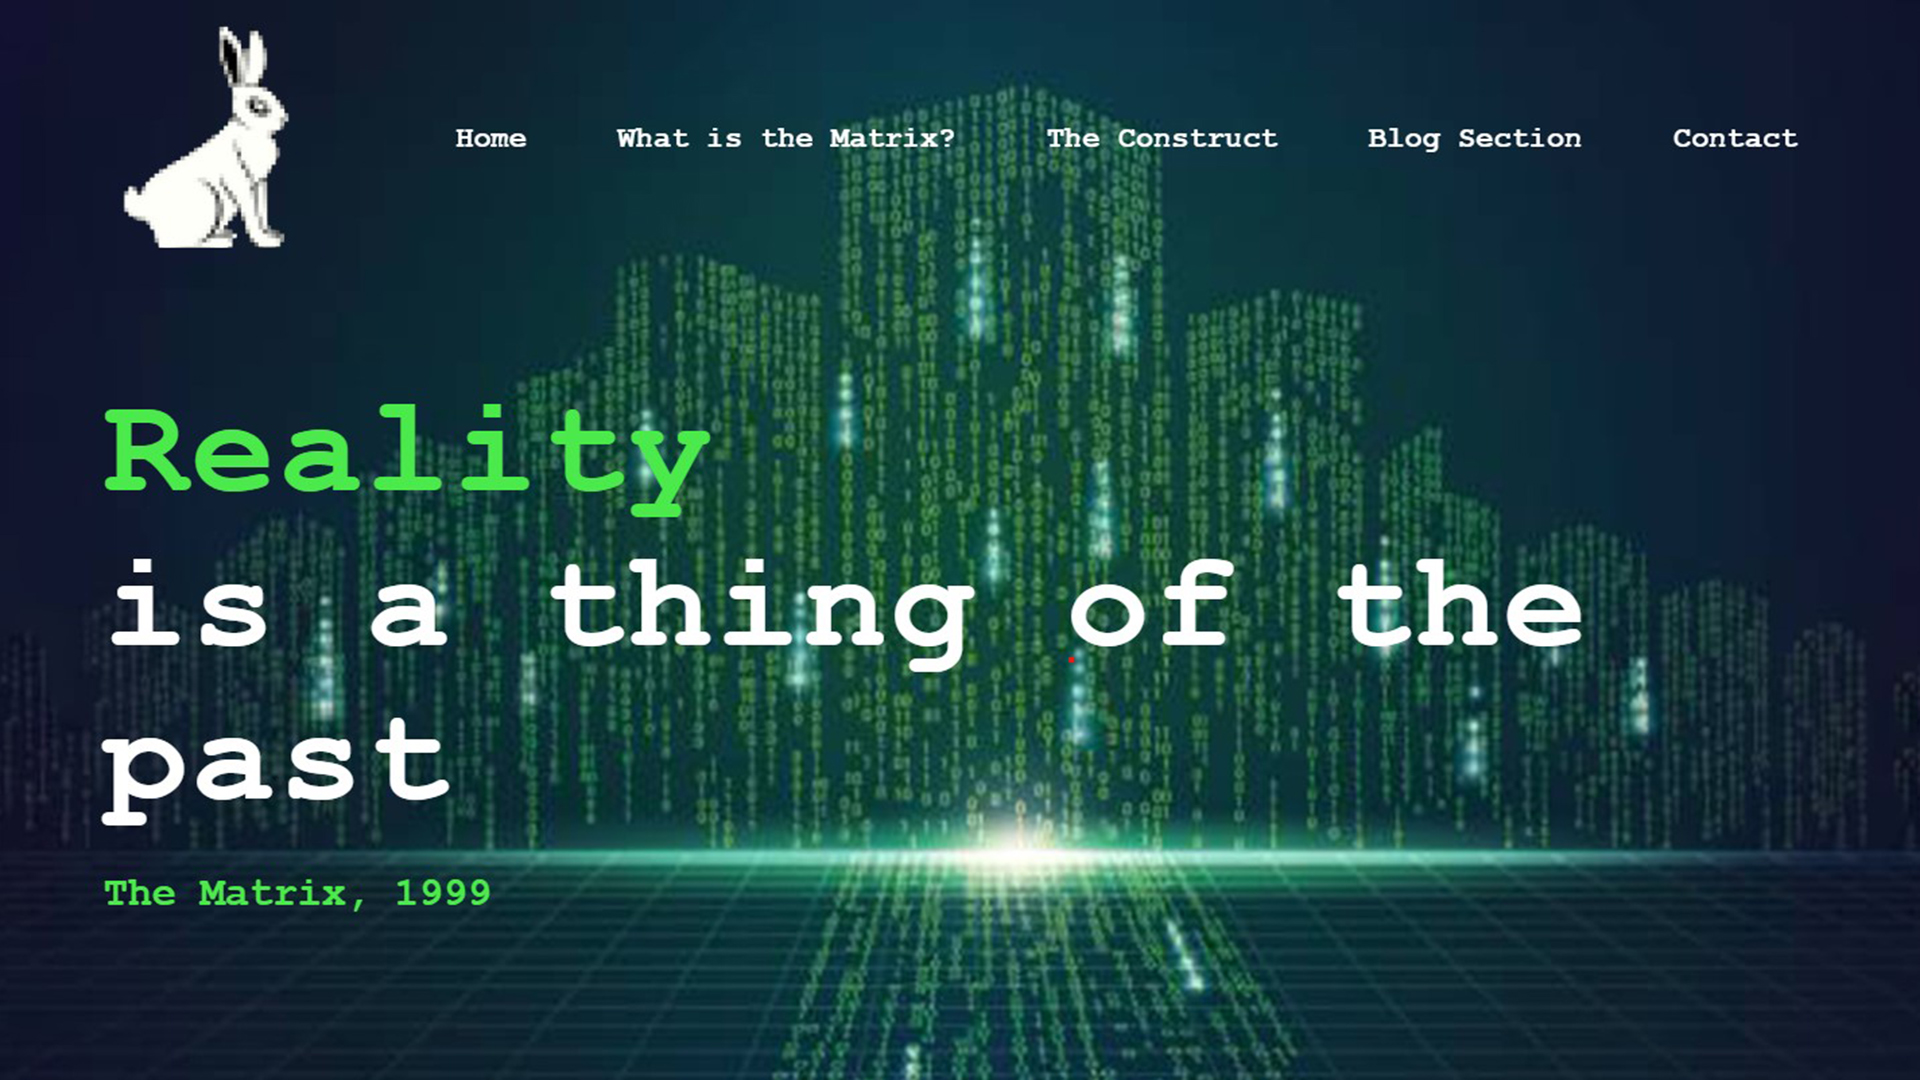 Home What is the Matrix? The Construct Blog Section Contact
Reality
is a thing of the
past
The Matrix, 1999